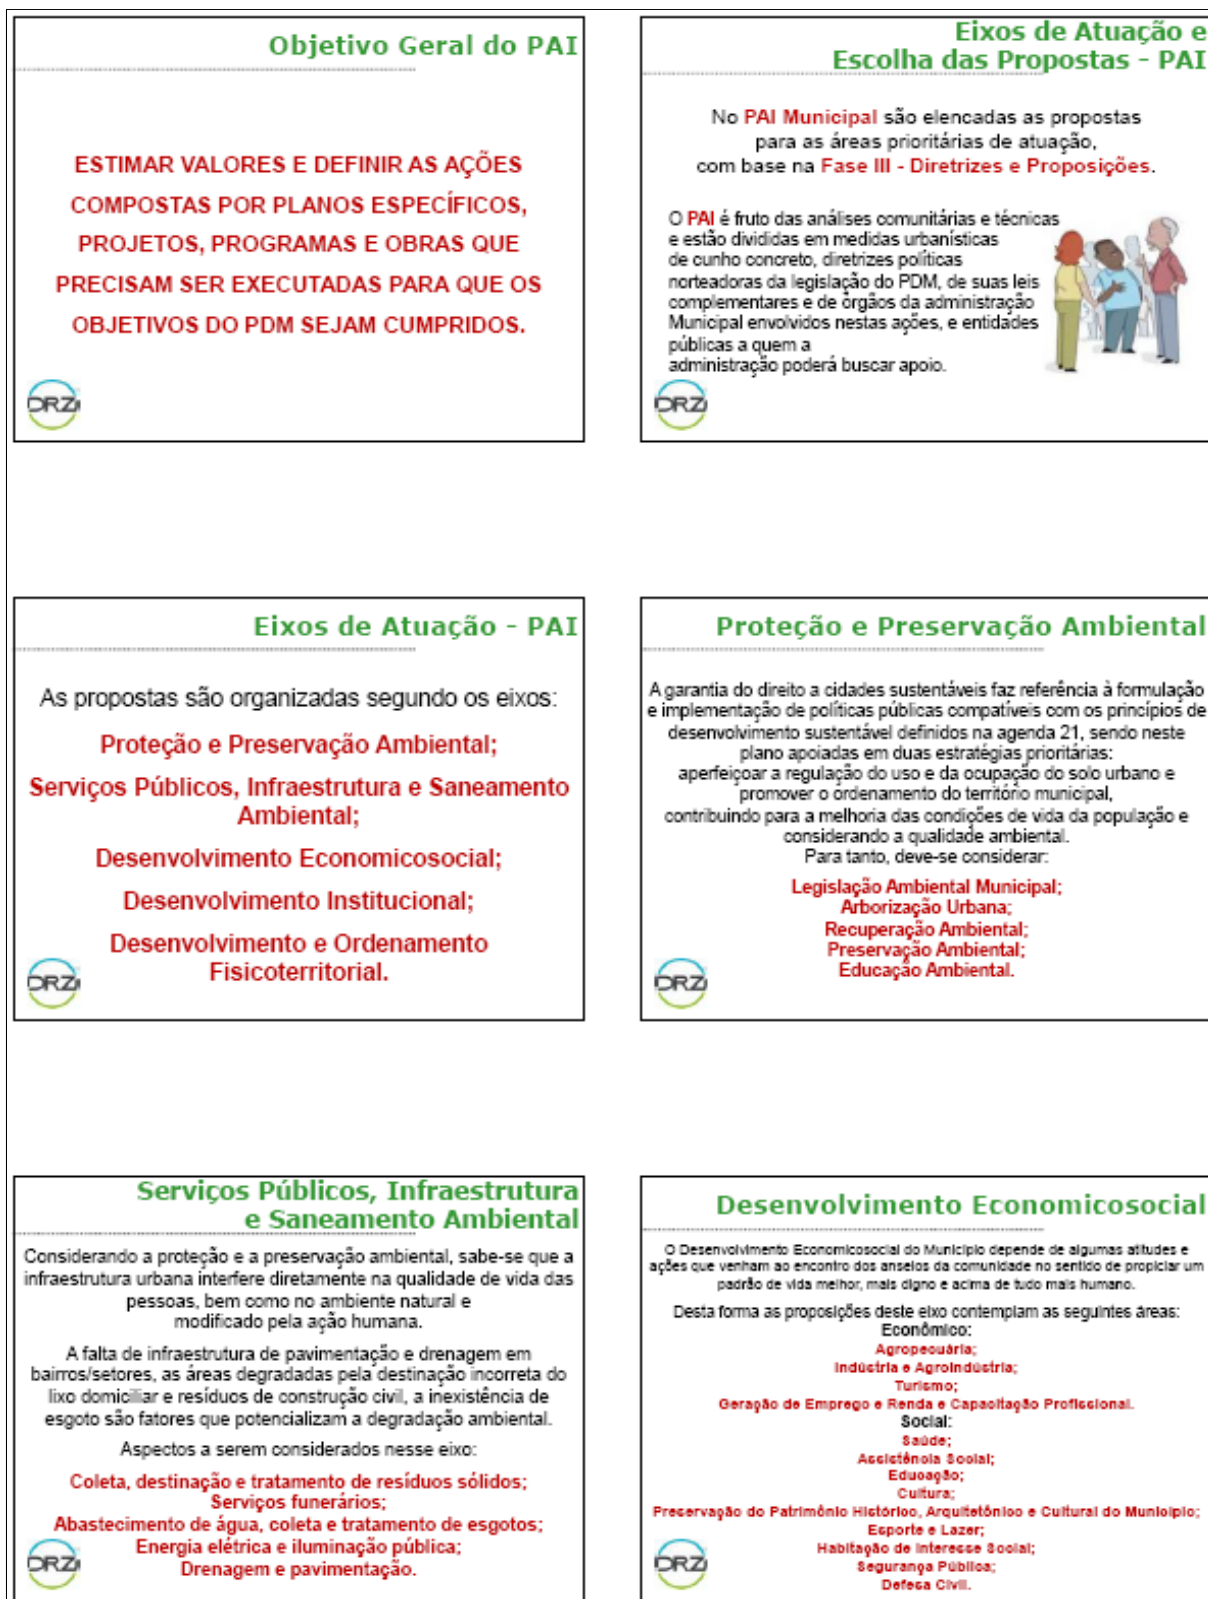 Objetivo Geral do PAI
ESTIMAR VALORES E DEFINIR AS AÇÕES
COMPOSTAS POR PLANOS ESPECÍFICOS,
PROJETOS, PROGRAMAS E OBRAS QUE
PRECISAM SER EXECUTADAS PARA QUE OS
OBJETIVOS DO PDM SEJAM CUMPRIDOS.
DRZ
Eixos de Atuação e
Escolha das Propostas - PAI
No PAI Municipal são elencadas as propostas
para as áreas prioritárias de atuação,
com base na Fase III - Diretrizes e Proposições.
O PAI é fruto das análises comunitárias e técnicas
e estão divididas em medidas urbanísticas
de cunho concreto, diretrizes políticas
norteadoras da legislação do PDM, de suas leis
complementares e de órgãos da administração
Municipal envolvidos nestas ações, e entidades
públicas a quem a
administração poderá buscar apoio.
DRZ
Eixos de Atuação - PAI
As propostas são organizadas segundo os eixos:
Proteção e Preservação Ambiental;
Serviços Públicos, Infraestrutura e Saneamento
Ambiental;
Desenvolvimento Economicosocial;
Desenvolvimento Institucional;
Desenvolvimento e Ordenamento
Fisicoterritorial.
DRZ
Proteção e Preservação Ambiental
A garantia do direito a cidades sustentáveis faz referência à formulação
e implementação de políticas públicas compatíveis com os princípios de
desenvolvimento sustentável definidos na agenda 21, sendo neste
plano apoiadas em duas estratégias prioritárias:
aperfeiçoar a regulação do uso e da ocupação do solo urbano e
promover o ordenamento do território municipal,
contribuindo para a melhoria das condições de vida da população e
considerando a qualidade ambiental.
Para tanto, deve-se considerar:
Legislação Ambiental Municipal;
Arborização Urbana;
Recuperação Ambiental;
Preservação Ambiental;
Educação Ambiental.
DRZ
Serviços Públicos, Infraestrutura
e Saneamento Ambiental
Considerando a proteção e a preservação ambiental, sabe-se que a
infraestrutura urbana interfere diretamente na qualidade de vida das
pessoas, bem como no ambiente natural e
modificado pela ação humana.
A falta de infraestrutura de pavimentação e drenagem em
bairros/setores, as áreas degradadas pela destinação incorreta do
lixo domiciliar e resíduos de construção civil, a inexistência de
esgoto são fatores que potencializam a degradação ambiental.
Aspectos a serem considerados nesse eixo:
Coleta, destinação e tratamento de resíduos sólidos;
Serviços funerários;
Abastecimento de água, coleta e tratamento de esgotos;
Energia elétrica e iluminação pública;
Drenagem e pavimentação.
DRZ
Desenvolvimento Economicosocial
O Desenvolvimento Economicosocial do Município depende de algumas atitudes e
ações que venham ao encontro dos anseios da comunidade no sentido de propiciar um
padrão de vida melhor, mais digno e acima de tudo mais humano.
Desta forma as proposições deste eixo contemplam as seguintes áreas:
Econômico:
Agropecuária;
Indústria e Agroindústria;
Turismo;
Geração de Emprego e Renda e Capacitação Profissional.
Social:
Saúde;
Assistência Social;
Educação;
Cultura;
Preservação do Patrimônio Histórico, Arquitetônico e Cultural do Município;
Esporte e Lazer;
Habitação de Interesse Social;
Segurança Pública;
Defesa Civil.
DRZ